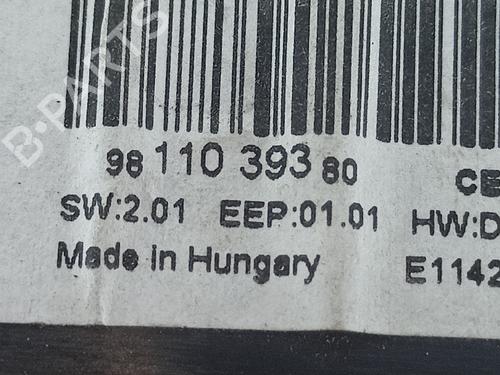 98 110 393 80 CE
SW:2.01 EEP:01.01 HW:D
Made in Hungary E1142
B-PARTS